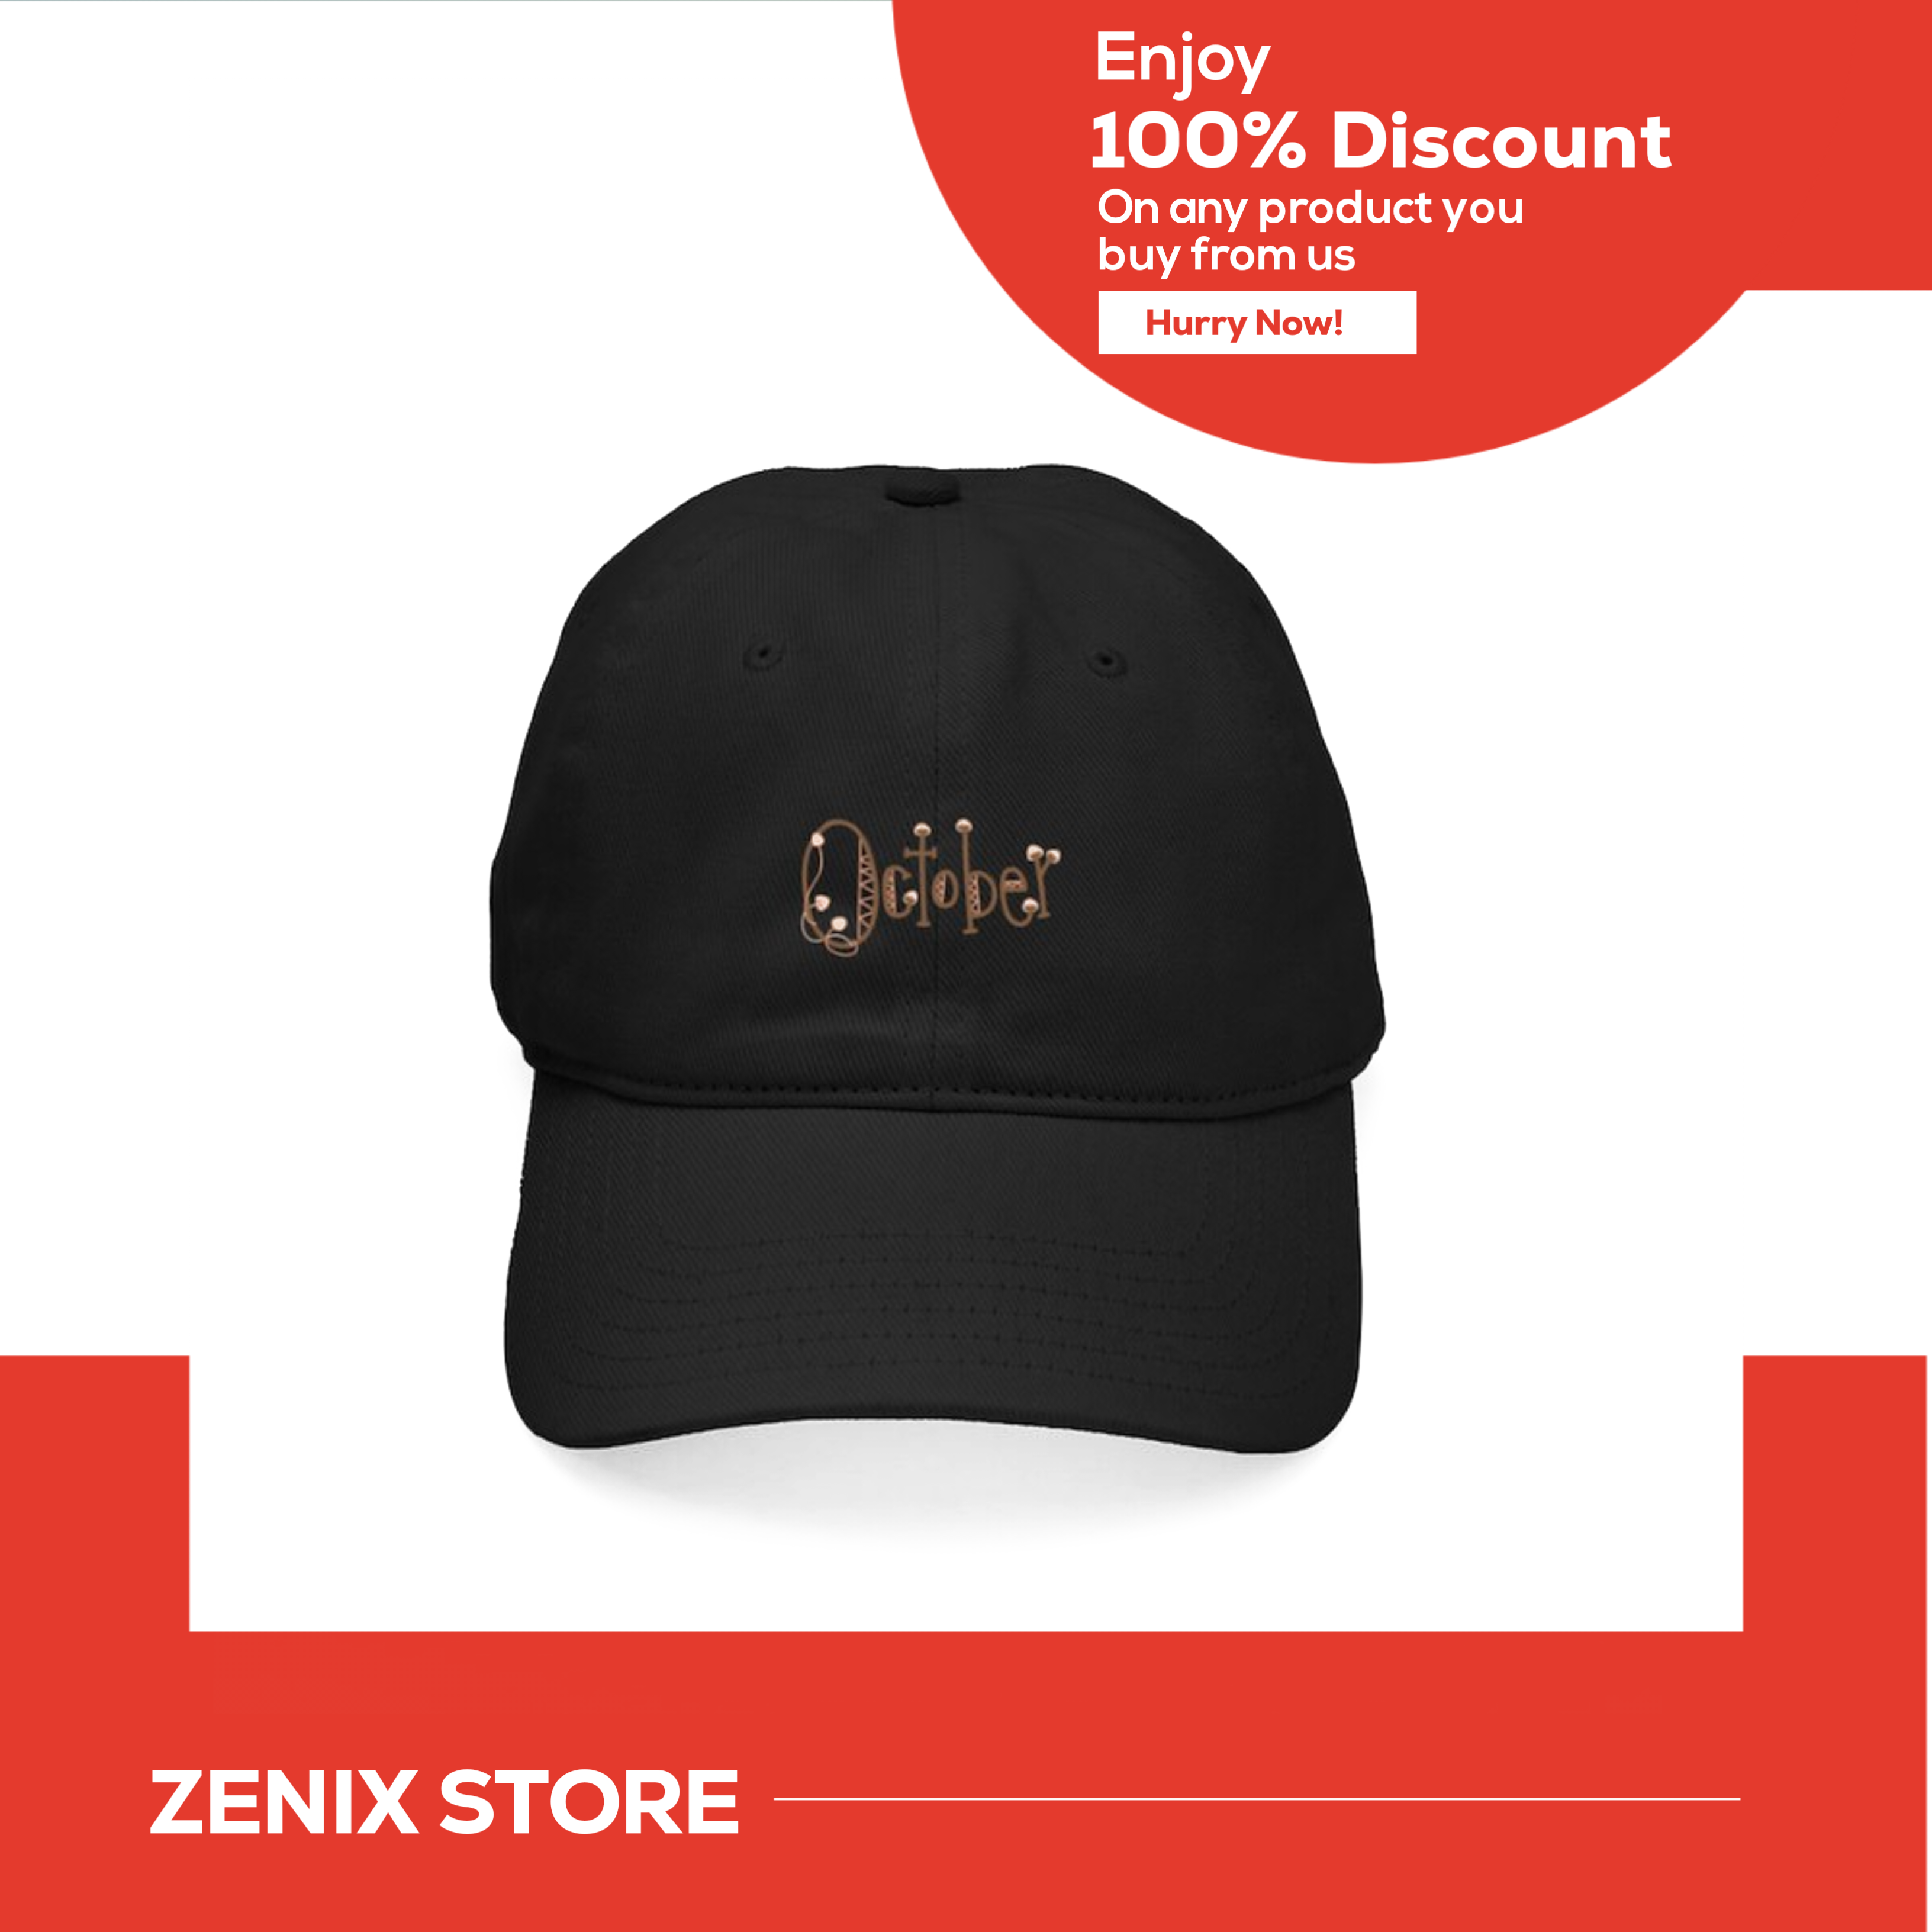 Enjoy
100% Discount
On any product you
buy from us
Hurry Now!
October
ZENIX STORE